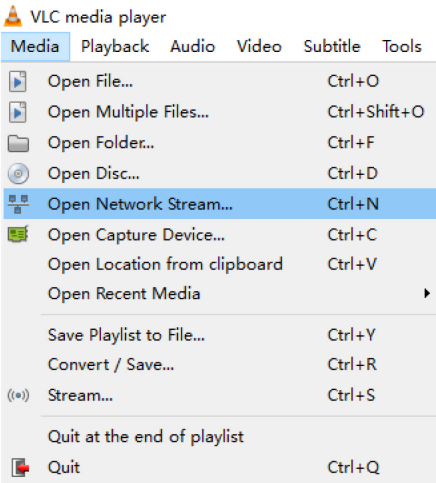 VLC media player
Media Playback Audio Video Subtitle Tools
Open File... Ctrl+O
Open Multiple Files... Ctrl+Shift+O
Open Folder... Ctrl+F
Open Disc... Ctrl+D
Open Network Stream... Ctrl+N
Open Capture Device... Ctrl+C
Open Location from clipboard Ctrl+V
Open Recent Media
Save Playlist to File... Ctrl+Y
Convert / Save... Ctrl+R
Stream... Ctrl+S
Quit at the end of playlist
Quit Ctrl+Q